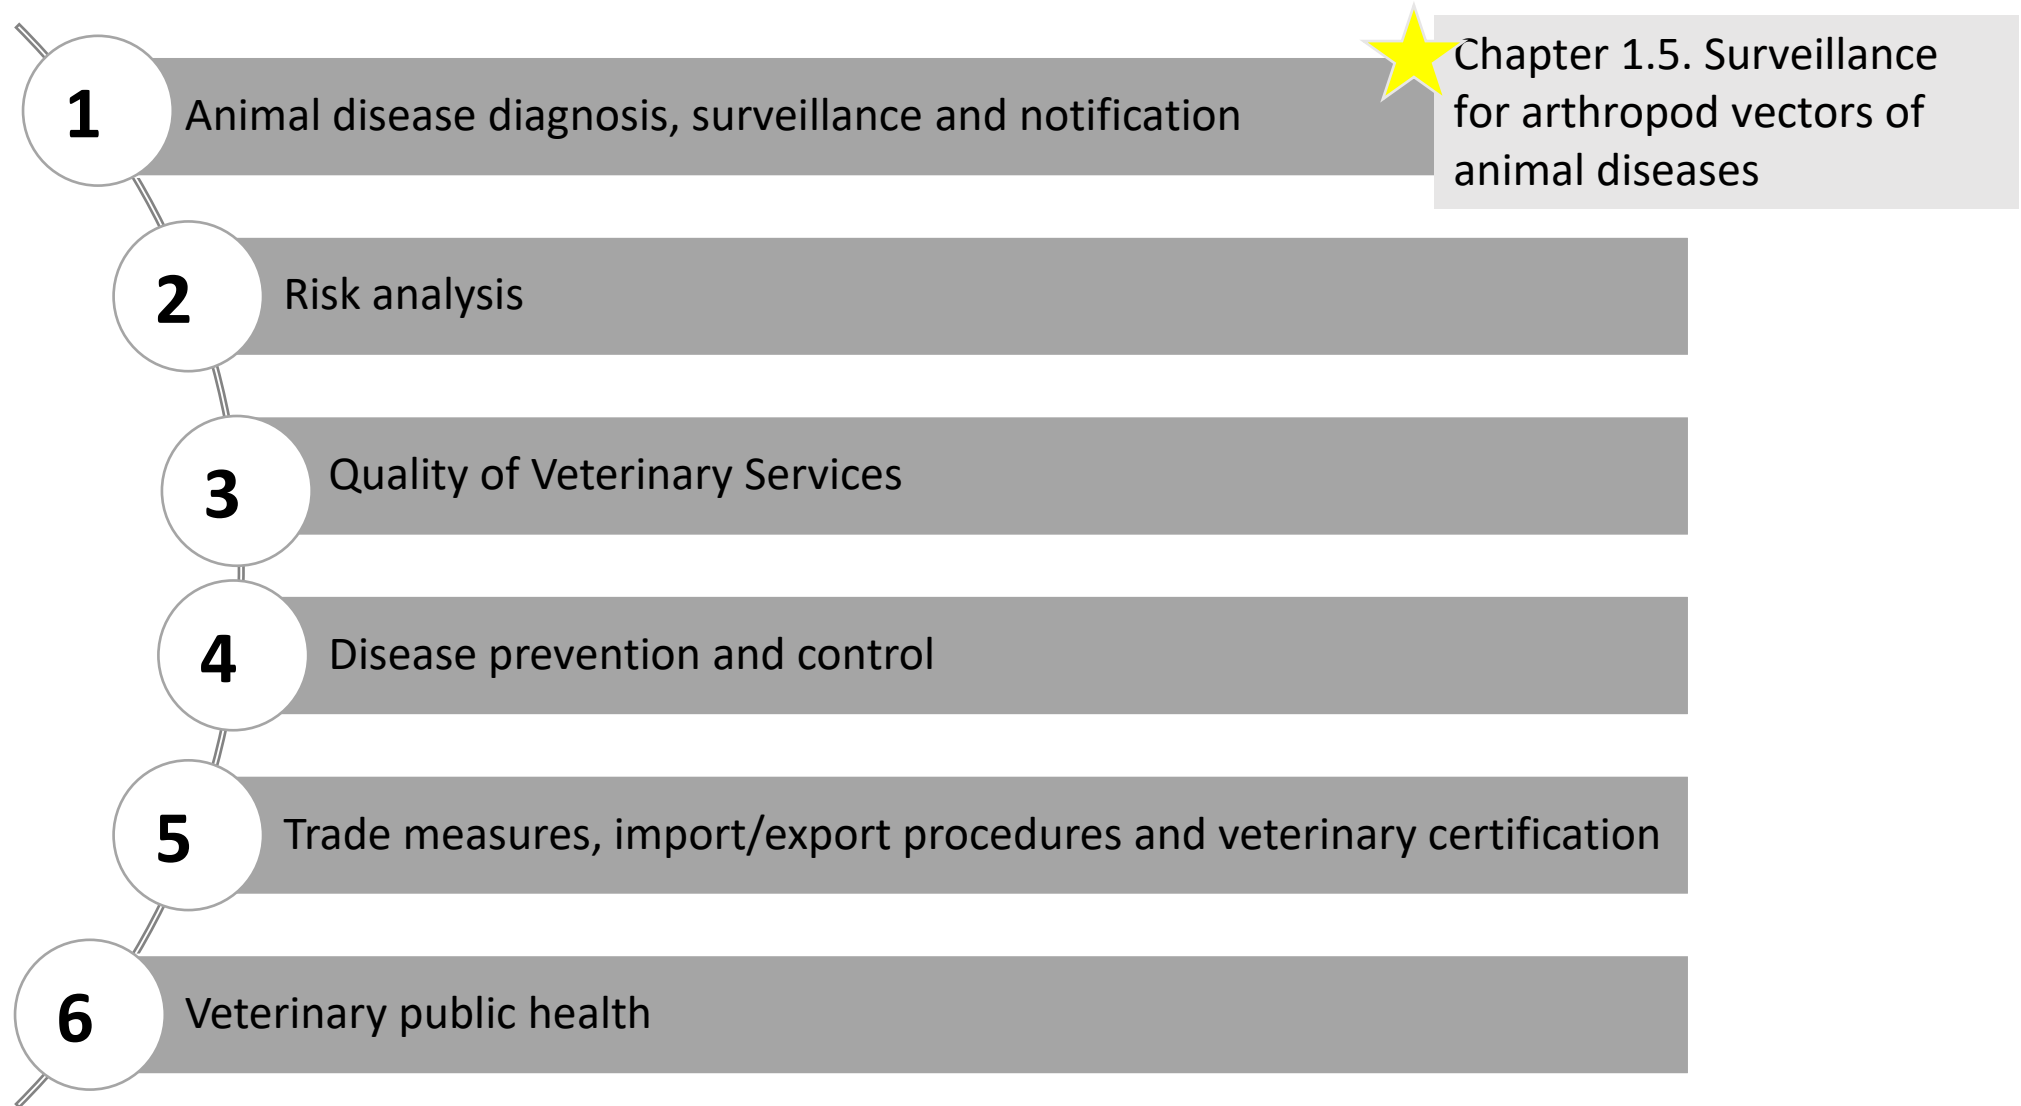 1
Animal disease diagnosis, surveillance and notification
Chapter 1.5. Surveillance
for arthropod vectors of
animal diseases
2
Risk analysis
3
Quality of Veterinary Services
4
Disease prevention and control
5
Trade measures, import/export procedures and veterinary certification
6
Veterinary public health